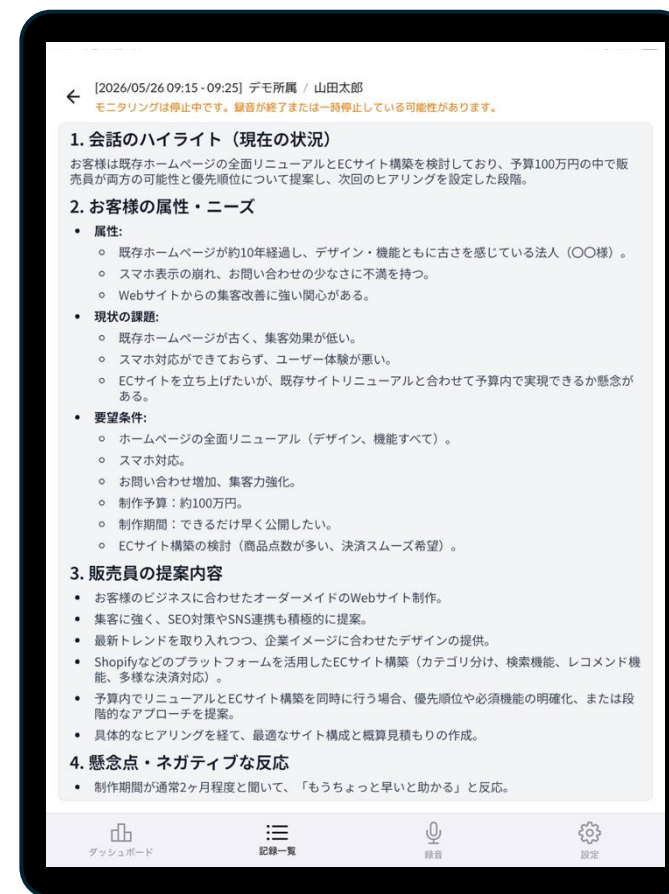 [2026/05/26 09:15 - 09:25] デモ所属 / 山田太郎
モニタリングは停止中です。録音が終了または一時停止している可能性があります。
1. 会話のハイライト（現在の状況）
お客様は既存ホームページの全面リニューアルとECサイト構築を検討しており、予算100万円の中で販
売員が両方の可能性と優先順位について提案し、次回のヒアリングを設定した段階。
2. お客様の属性・ニーズ
• 属性:
◦ 既存ホームページが約10年経過し、デザイン・機能ともに古さを感じている法人（〇〇様）。
◦ スマホ表示の崩れ、お問い合わせの少なさに不満を持つ。
◦ Webサイトからの集客改善に強い関心がある。
• 現状の課題:
◦ 既存ホームページが古く、集客効果が低い。
◦ スマホ対応ができておらず、ユーザー体験が悪い。
◦ ECサイトを立ち上げたいが、既存サイトリニューアルと合わせて予算内で実現できるか懸念が
ある。
• 要望条件:
◦ ホームページの全面リニューアル（デザイン、機能すべて）。
◦ スマホ対応。
◦ お問い合わせ増加、集客力強化。
◦ 制作予算：約100万円。
◦ 制作期間：できるだけ早く公開したい。
◦ ECサイト構築の検討（商品点数が多い、決済スムーズ希望）。
3. 販売員の提案内容
• お客様のビジネスに合わせたオーダーメイドのWebサイト制作。
• 集客に強く、SEO対策やSNS連携も積極的に提案。
• 最新トレンドを取り入れつつ、企業イメージに合わせたデザインの提供。
• Shopifyなどのプラットフォームを活用したECサイト構築（カテゴリ分け、検索機能、レコメンド機
能、多様な決済対応）。
• 予算内でリニューアルとECサイト構築を同時に行う場合、優先順位や必須機能の明確化、または段
階的なアプローチを提案。
• 具体的なヒアリングを経て、最適なサイト構成と概算見積もりの作成。
4. 懸念点・ネガティブな反応
• 制作期間が通常2ヶ月程度と聞いて、「もうちょっと早いと助かる」と反応。
ダッシュボード 記録一覧 録音 設定